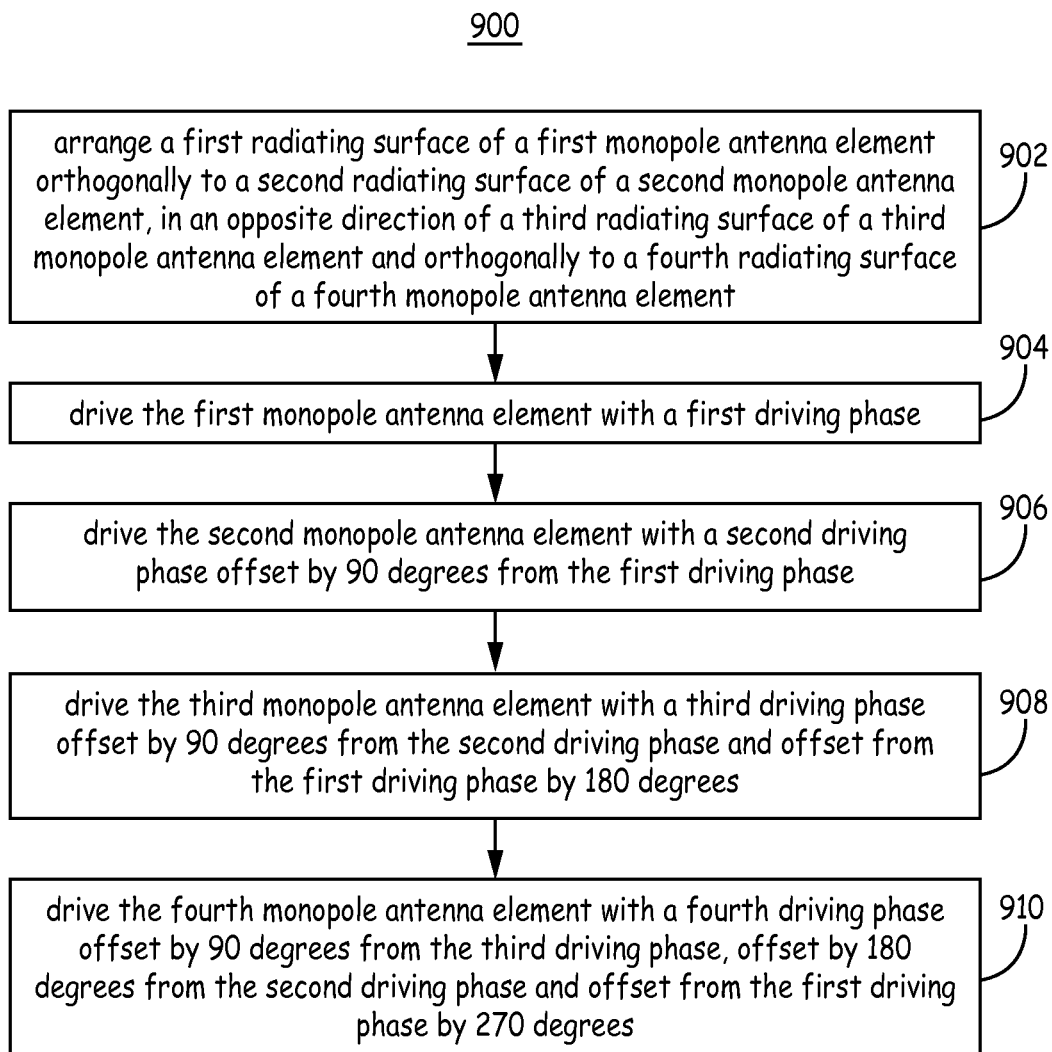 900
arrange a first radiating surface of a first monopole antenna element
orthogonally to a second radiating surface of a second monopole antenna
element, in an opposite direction of a third radiating surface of a third
monopole antenna element and orthogonally to a fourth radiating surface
of a fourth monopole antenna element
902
904
drive the first monopole antenna element with a first driving phase
drive the second monopole antenna element with a second driving
phase offset by 90 degrees from the first driving phase
906
drive the third monopole antenna element with a third driving phase
offset by 90 degrees from the second driving phase and offset from
the first driving phase by 180 degrees
908
drive the fourth monopole antenna element with a fourth driving phase
offset by 90 degrees from the third driving phase, offset by 180
degrees from the second driving phase and offset from the first driving
phase by 270 degrees
910